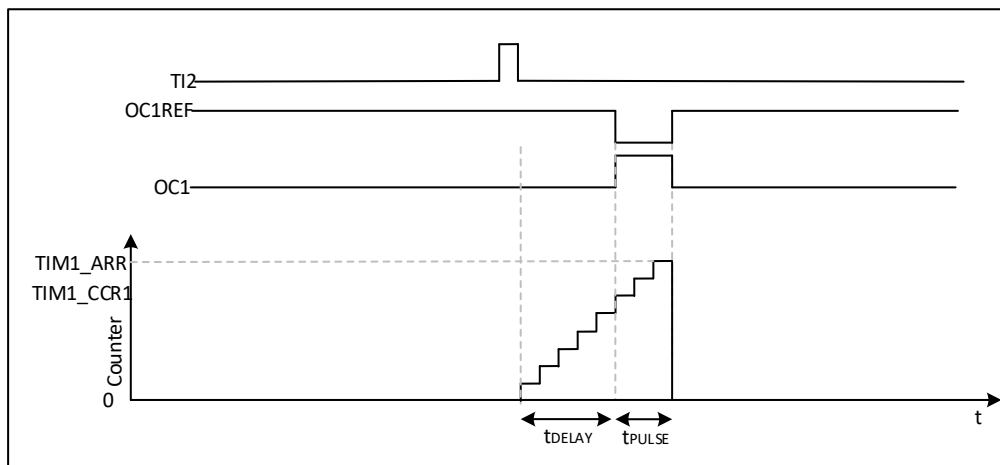 TI2
OC1REF
OC1
TIM1_ARR
TIM1_CCR1
Counter
0
t
tDELAY
tPULSE